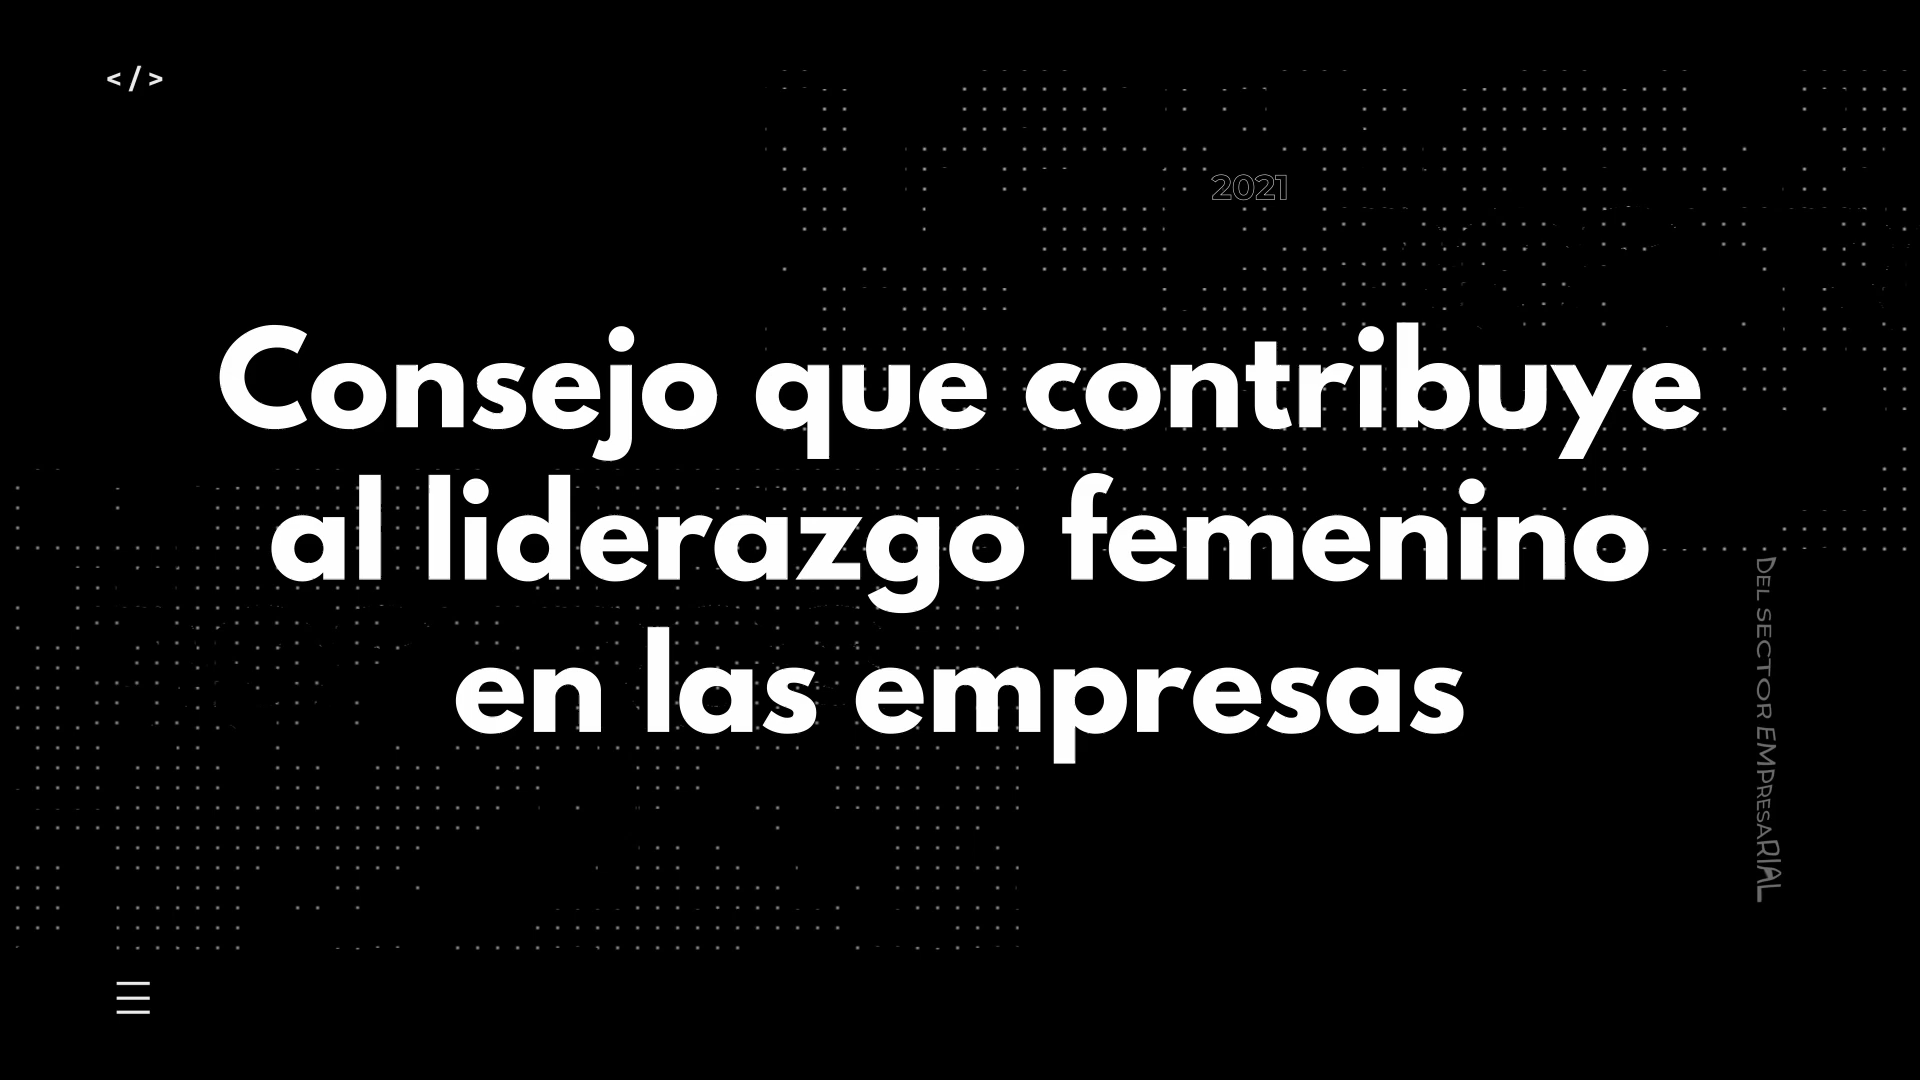 </>
2021
Consejo que contribuye
al liderazgo femenino
en las empresas
DEL SECTOR EMPRESARIAL